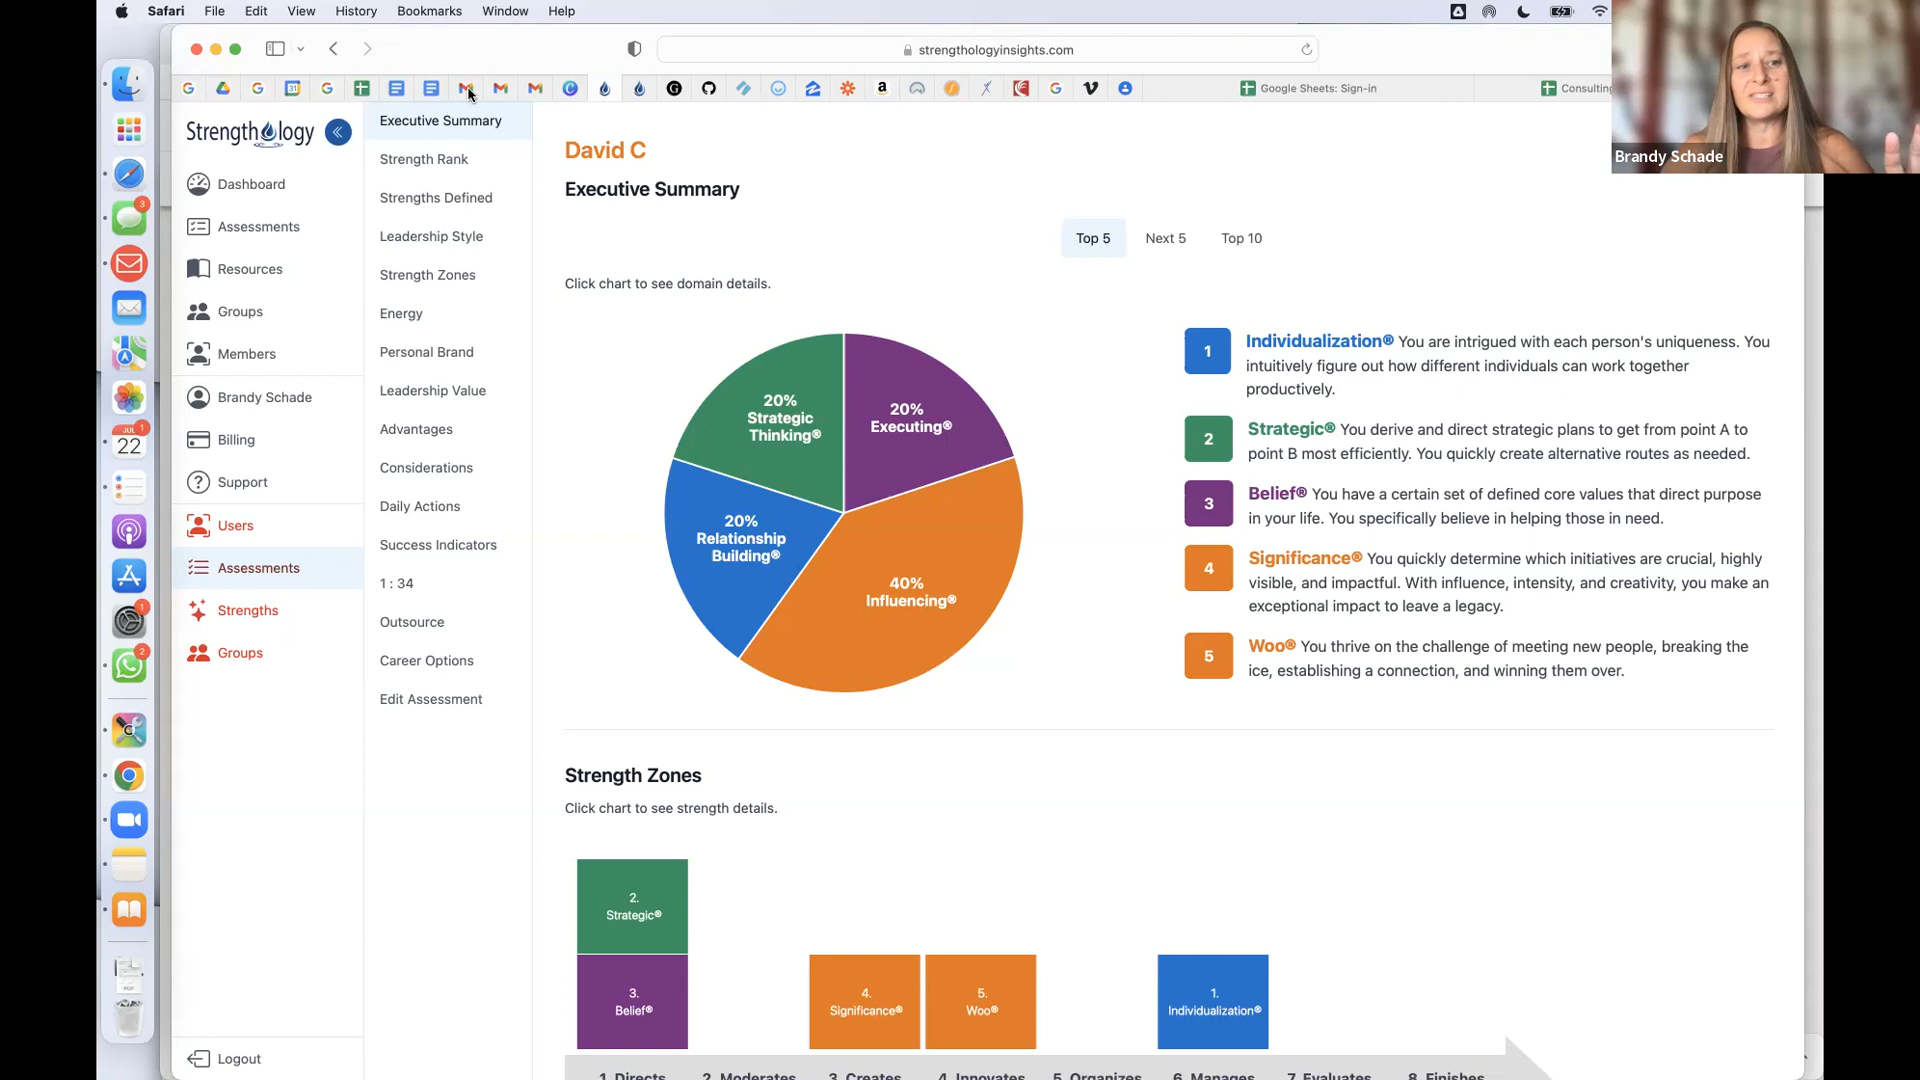 Safari File Edit View History Bookmarks Window Help
strengthologyinsights.com
31
Google Sheets: Sign-in
Consulting
Brandy Schade
3
1
JUL
22
1
2
Strengthology
Dashboard
Assessments
Resources
Groups
Members
Brandy Schade
Billing
Support
Users
Assessments
Strengths
Groups
Logout
Executive Summary
Strength Rank
Strengths Defined
Leadership Style
Strength Zones
Energy
Personal Brand
Leadership Value
Advantages
Considerations
Daily Actions
Success Indicators
1 : 34
Outsource
Career Options
Edit Assessment
David C
Executive Summary
Top 5 Next 5 Top 10
Click chart to see domain details.
20%
Strategic
Thinking®
20%
Executing®
20%
Relationship
Building®
40%
Influencing®
1
Individualization® You are intrigued with each person's uniqueness. You
intuitively figure out how different individuals can work together
productively.
2
Strategic® You derive and direct strategic plans to get from point A to
point B most efficiently. You quickly create alternative routes as needed.
3
Belief® You have a certain set of defined core values that direct purpose
in your life. You specifically believe in helping those in need.
4
Significance® You quickly determine which initiatives are crucial, highly
visible, and impactful. With influence, intensity, and creativity, you make an
exceptional impact to leave a legacy.
5
Woo® You thrive on the challenge of meeting new people, breaking the
ice, establishing a connection, and winning them over.
Strength Zones
Click chart to see strength details.
2.
Strategic®
3.
Belief®
4.
Significance®
5.
Woo®
1.
Individualization®
1. Directs 2. Moderates 3. Creates 4. Innovates 5. Organizes 6. Manages 7. Evaluates 8. Finishes